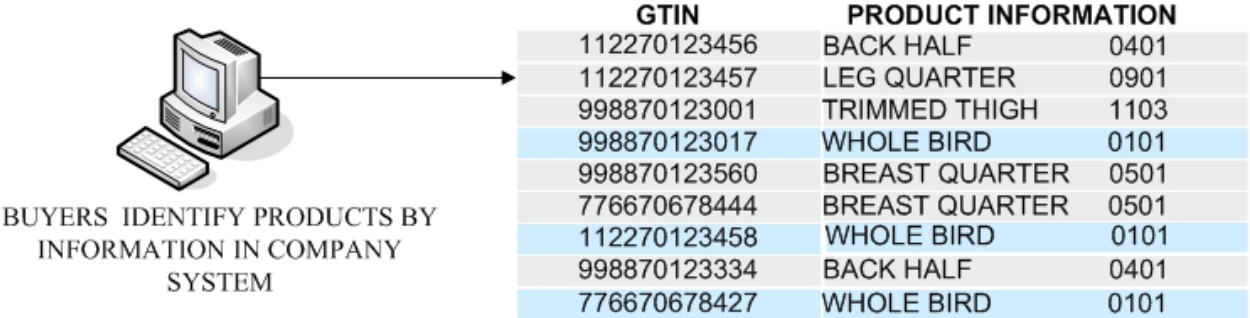 GTIN PRODUCT INFORMATION
112270123456 BACK HALF 0401
112270123457 LEG QUARTER 0901
998870123001 TRIMMED THIGH 1103
998870123017 WHOLE BIRD 0101
998870123560 BREAST QUARTER 0501
776670678444 BREAST QUARTER 0501
112270123458 WHOLE BIRD 0101
998870123334 BACK HALF 0401
776670678427 WHOLE BIRD 0101
BUYERS IDENTIFY PRODUCTS BY
INFORMATION IN COMPANY
SYSTEM